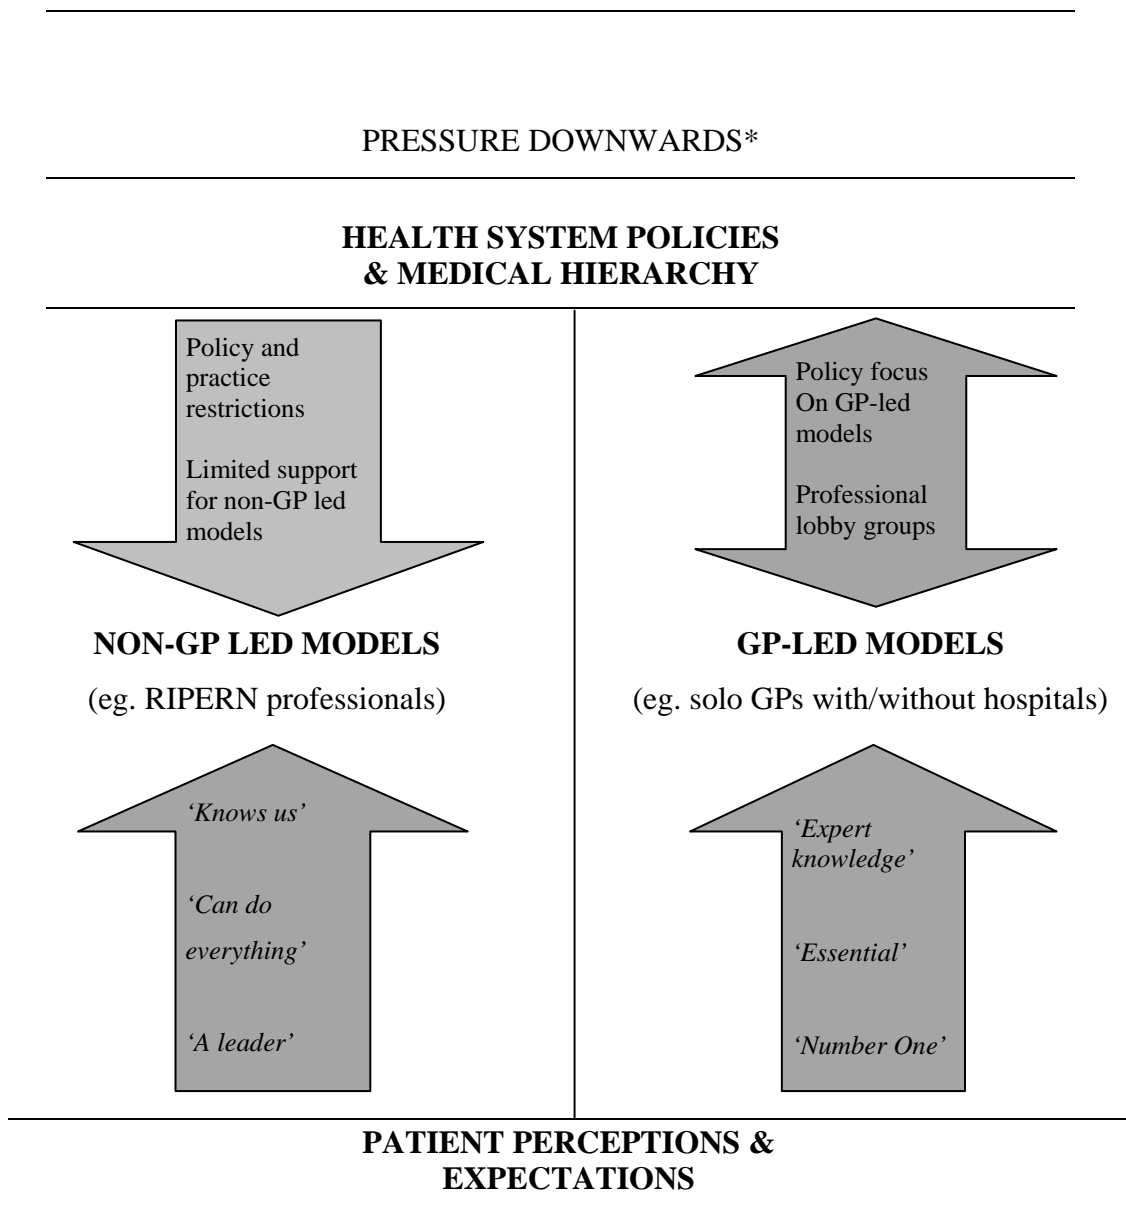 PRESSURE DOWNWARDS*
HEALTH SYSTEM POLICIES
& MEDICAL HIERARCHY
Policy and
practice
restrictions
Limited support
for non-GP led
models
Policy focus
On GP-led
models
Professional
lobby groups
NON-GP LED MODELS
(eg. RIPERN professionals)
GP-LED MODELS
(eg. solo GPs with/without hospitals)
‘Knows us’
‘Can do
everything’
‘A leader’
‘Expert
knowledge’
‘Essential’
‘Number One’
PATIENT PERCEPTIONS &
EXPECTATIONS